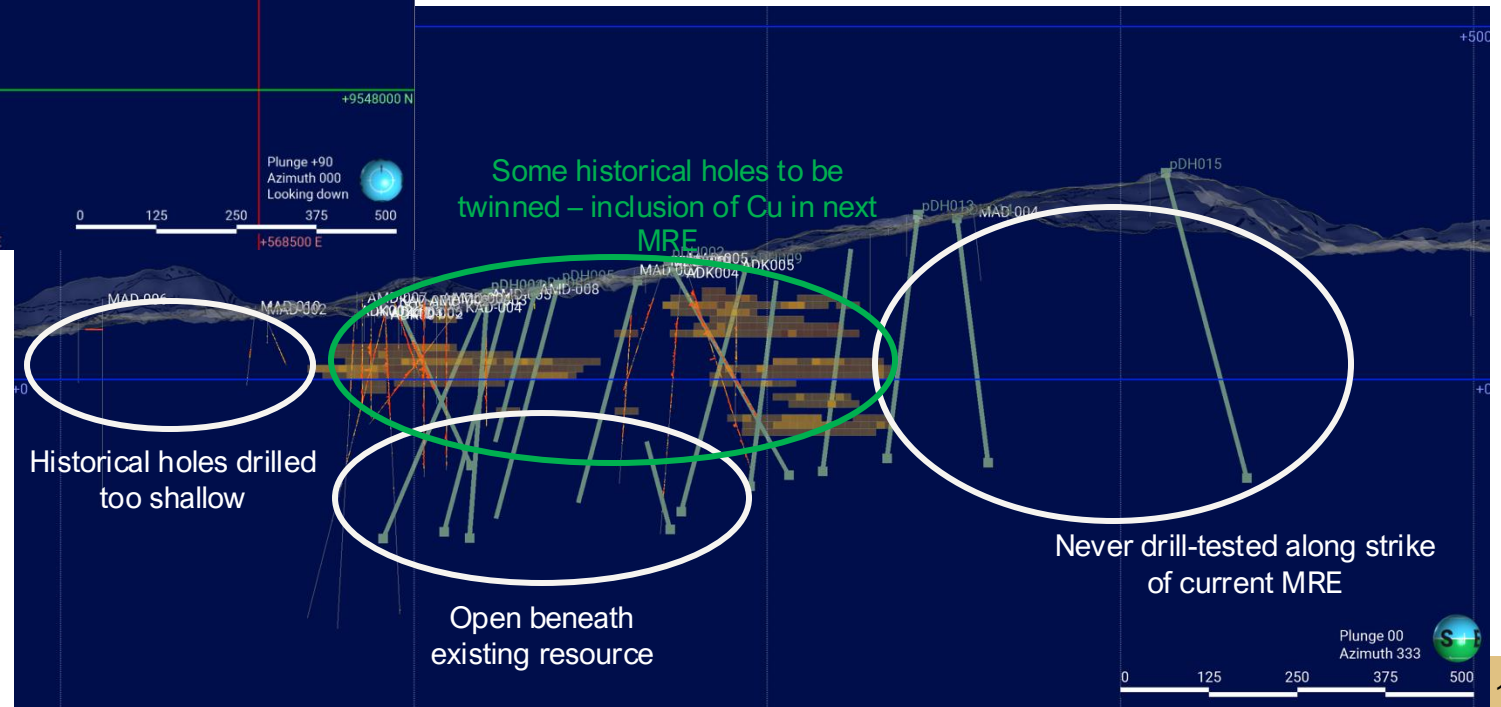 +500
+9548000 N
Plunge +90
Azimuth 000
Looking down
0 125 250 375 500
+568500 E
Some historical holes to be
twinned – inclusion of Cu in next
MRE
pDH015
pDH013
MAD-004
ADK005
ADK004
pDH005
AMD-008
KAD-004
MAD-006
MAD-010
MAD-002
+0
+0
Historical holes drilled
too shallow
Never drill-tested along strike
of current MRE
Open beneath
existing resource
Plunge 00
Azimuth 333
S E
0 125 250 375 500